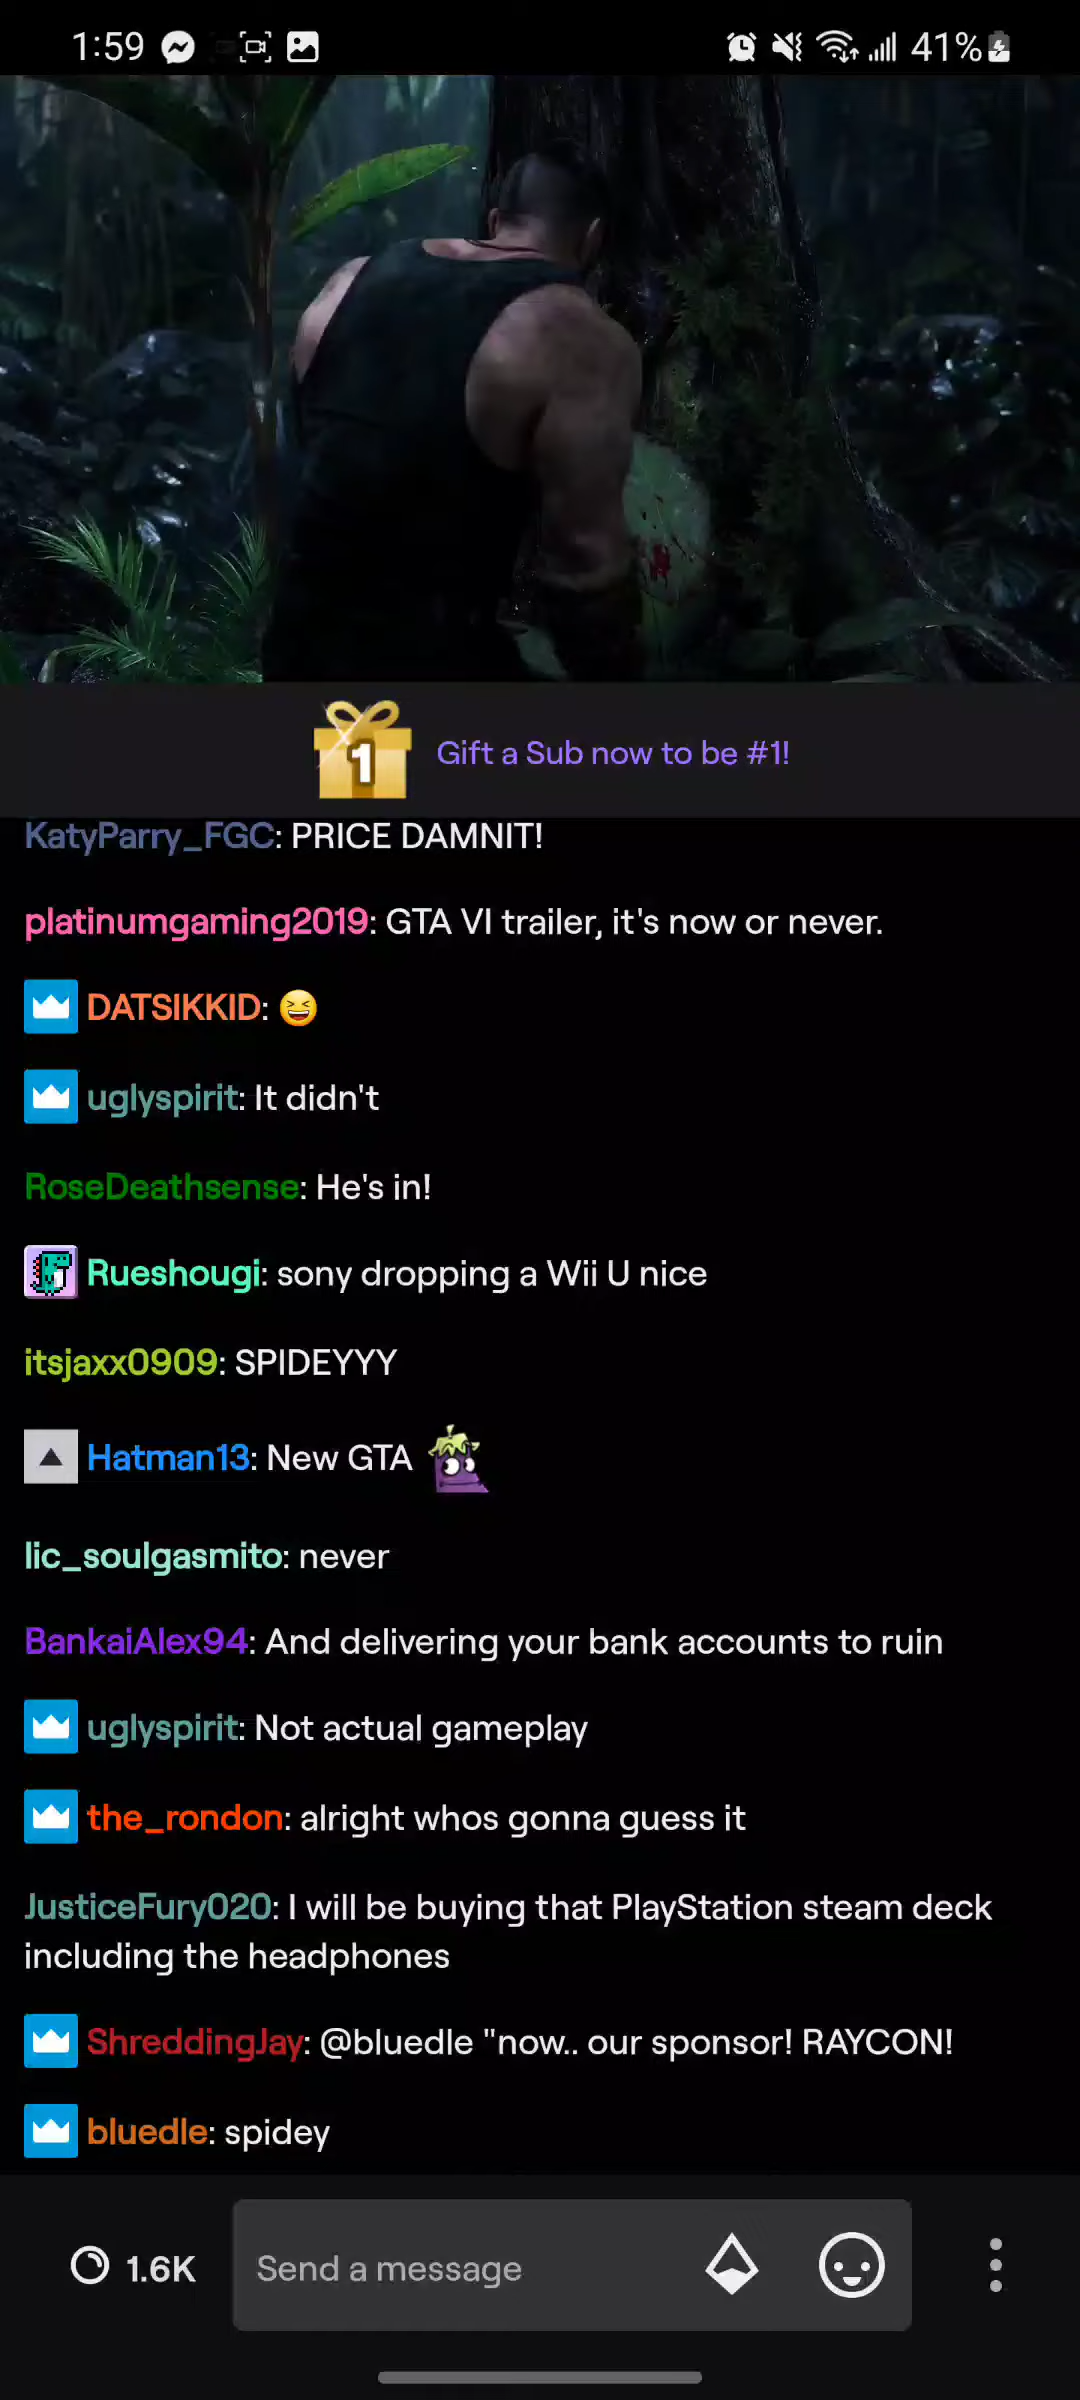 1:59
41%
1
Gift a Sub now to be #1!
KatyParry_FGC: PRICE DAMNIT!
platinumgaming2019: GTA VI trailer, it's now or never.
DATSIKKID: 😆
uglyspirit: It didn't
RoseDeathsense: He's in!
Rueshougi: sony dropping a Wii U nice
itsjaxx0909: SPIDEYYY
Hatman13: New GTA
lic_soulgasmito: never
BankaiAlex94: And delivering your bank accounts to ruin
uglyspirit: Not actual gameplay
the_rondon: alright whos gonna guess it
JusticeFury020: I will be buying that PlayStation steam deck
including the headphones
ShreddingJay: @bluedle "now.. our sponsor! RAYCON!
bluedle: spidey
1.6K
Send a message